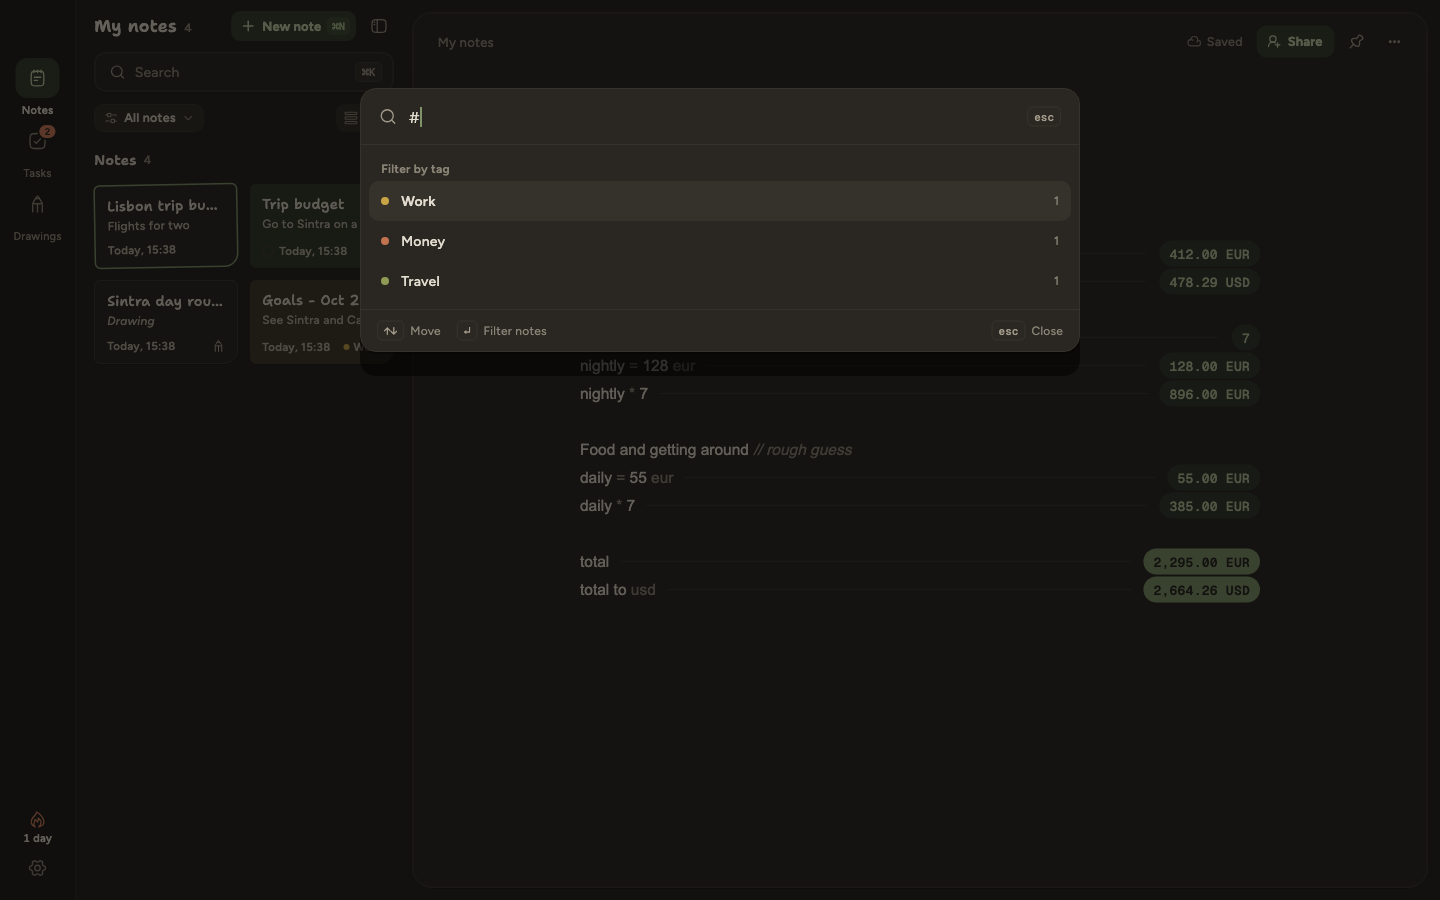 My notes 4
New note ⌘N
Search ⌘K
All notes
Notes 4
Lisbon trip bu...
Flights for two
Today, 15:38
Trip budget
Go to Sintra on a
Today, 15:38
Sintra day rou...
Drawing
Today, 15:38
Goals - Oct 2
See Sintra and Ca
Today, 15:38
Notes
2
Tasks
Drawings
1 day
My notes
Saved
Share
#
esc
Filter by tag
Work 1
Money 1
Travel 1
Move
Filter notes
esc Close
412.00 EUR
478.29 USD
7
nightly = 128 eur 128.00 EUR
nightly * 7 896.00 EUR
Food and getting around // rough guess
daily = 55 eur 55.00 EUR
daily * 7 385.00 EUR
total 2,295.00 EUR
total to usd 2,664.26 USD